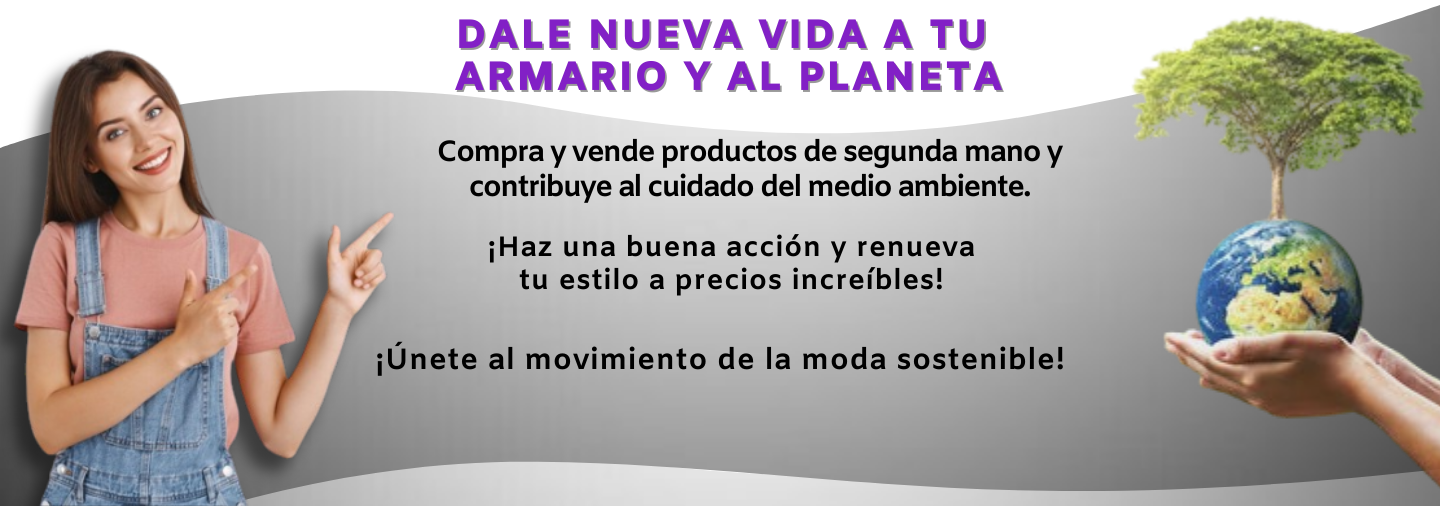 DALE NUEVA VIDA A TU
ARMARIO Y AL PLANETA
Compra y vende productos de segunda mano y
contribuye al cuidado del medio ambiente.
¡Haz una buena acción y renueva
tu estilo a precios increíbles!
¡Únete al movimiento de la moda sostenible!